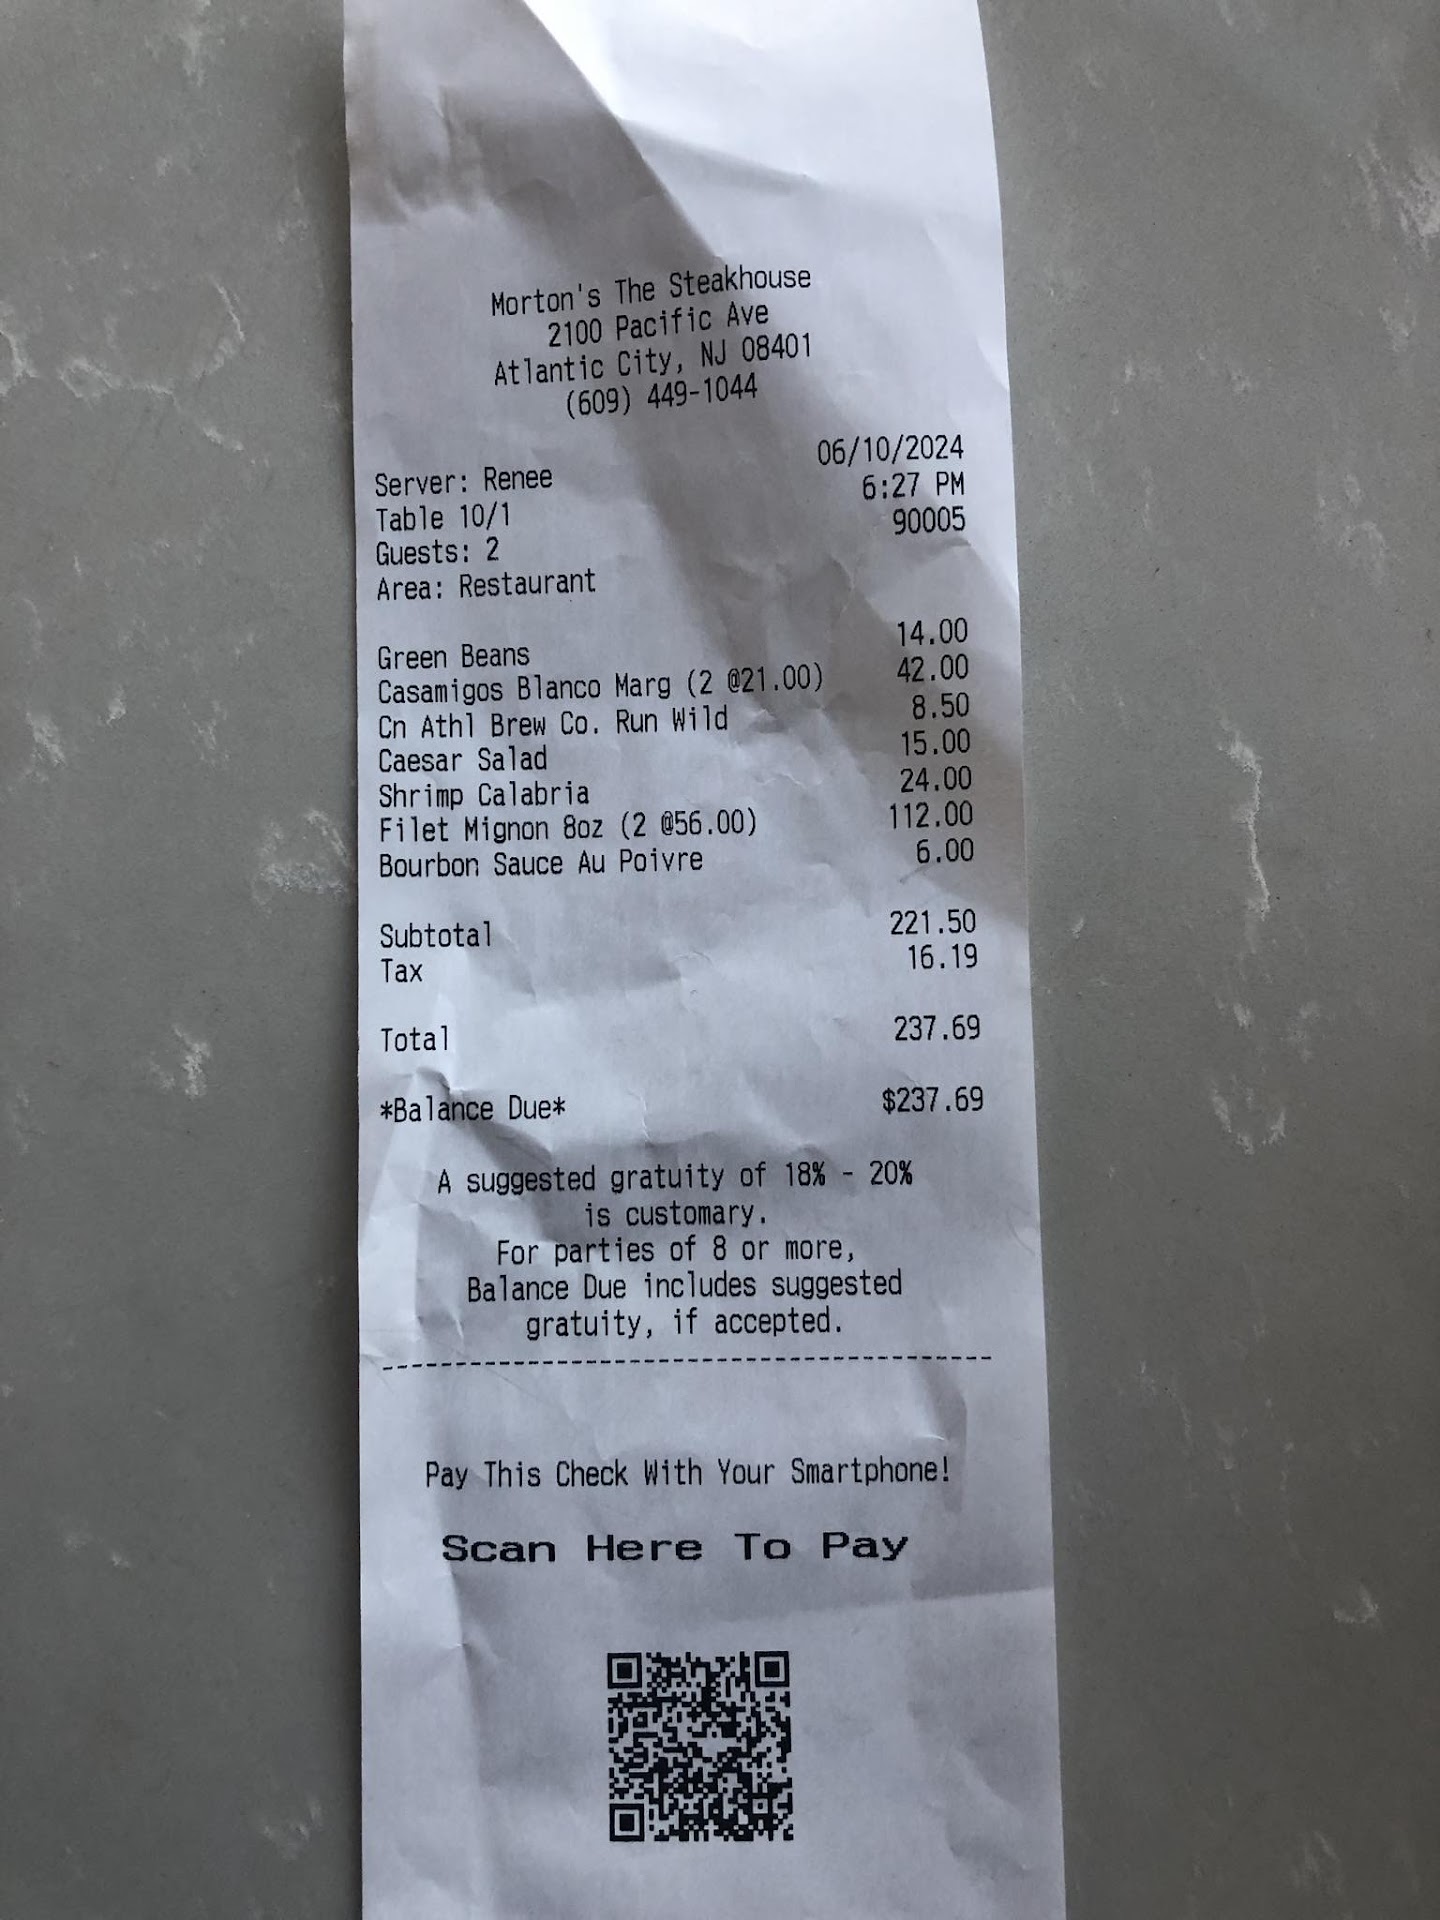 Morton's The Steakhouse
2100 Pacific Ave
Atlantic City, NJ 08401
(609) 449-1044
Server: Renee 06/10/2024
Table 10/1 6:27 PM
Guests: 2 90005
Area: Restaurant
Green Beans 14.00
Casamigos Blanco Marg (2 @21.00) 42.00
Cn Athl Brew Co. Run Wild 8.50
Caesar Salad 15.00
Shrimp Calabria 24.00
Filet Mignon 8oz (2 @56.00) 112.00
Bourbon Sauce Au Poivre 6.00
Subtotal 221.50
Tax 16.19
Total 237.69
*Balance Due* $237.69
A suggested gratuity of 18% - 20%
is customary.
For parties of 8 or more,
Balance Due includes suggested
gratuity, if accepted.
Pay This Check With Your Smartphone!
Scan Here To Pay